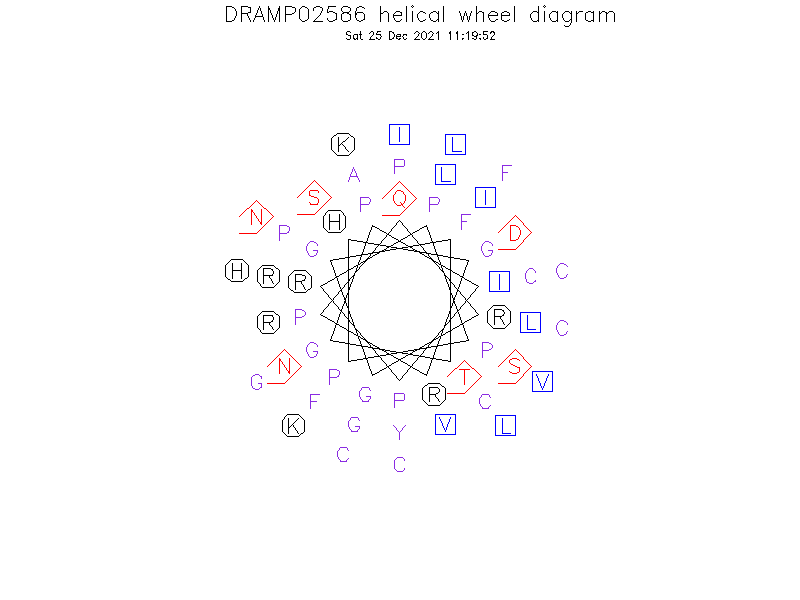 DRAMP02586 helical wheel diagram
Sat 25 Dec 2021 11:19:52
K I L
A P L F
N S P Q P I D
P H F
G G
H R R I C C
R P R L C
G N G P S V
F P G P R T C
K G Y V L
C C